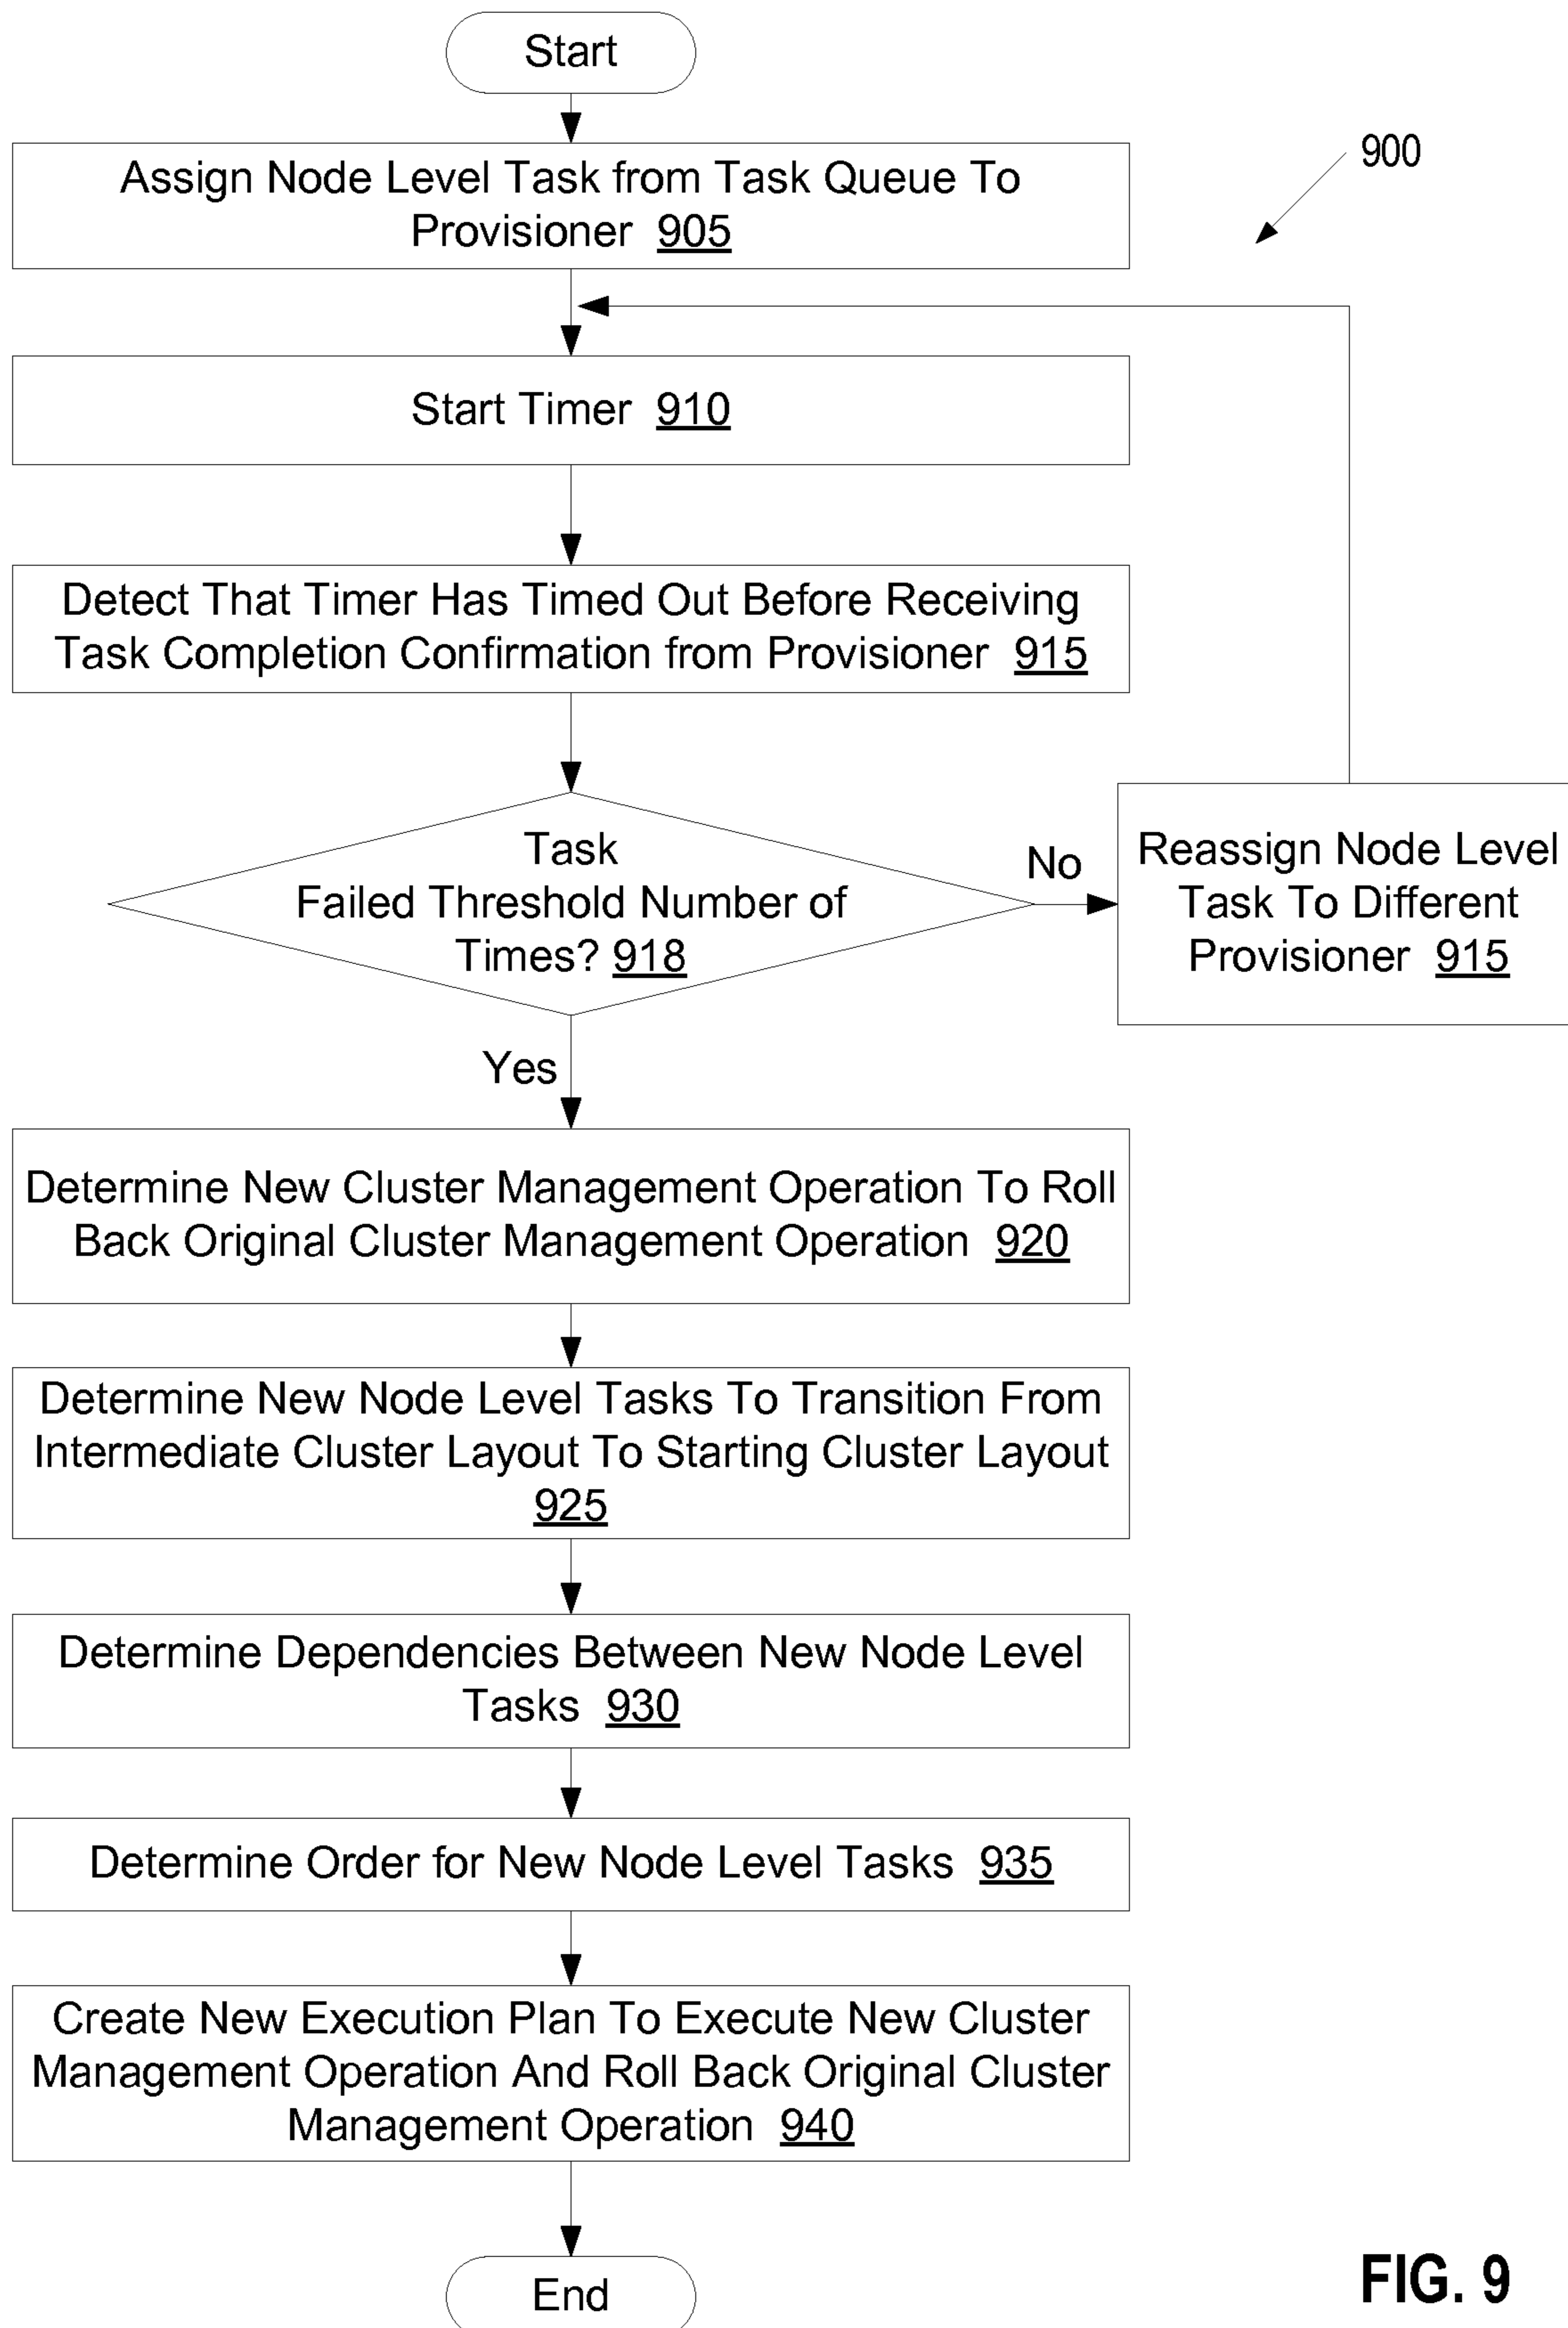 Start
Assign Node Level Task from Task Queue To
Provisioner 905
900
Start Timer 910
Detect That Timer Has Timed Out Before Receiving
Task Completion Confirmation from Provisioner 915
Task
Failed Threshold Number of
Times? 918
No
Reassign Node Level
Task To Different
Provisioner 915
Yes
Determine New Cluster Management Operation To Roll
Back Original Cluster Management Operation 920
Determine New Node Level Tasks To Transition From
Intermediate Cluster Layout To Starting Cluster Layout
925
Determine Dependencies Between New Node Level
Tasks 930
Determine Order for New Node Level Tasks 935
Create New Execution Plan To Execute New Cluster
Management Operation And Roll Back Original Cluster
Management Operation 940
End
FIG. 9